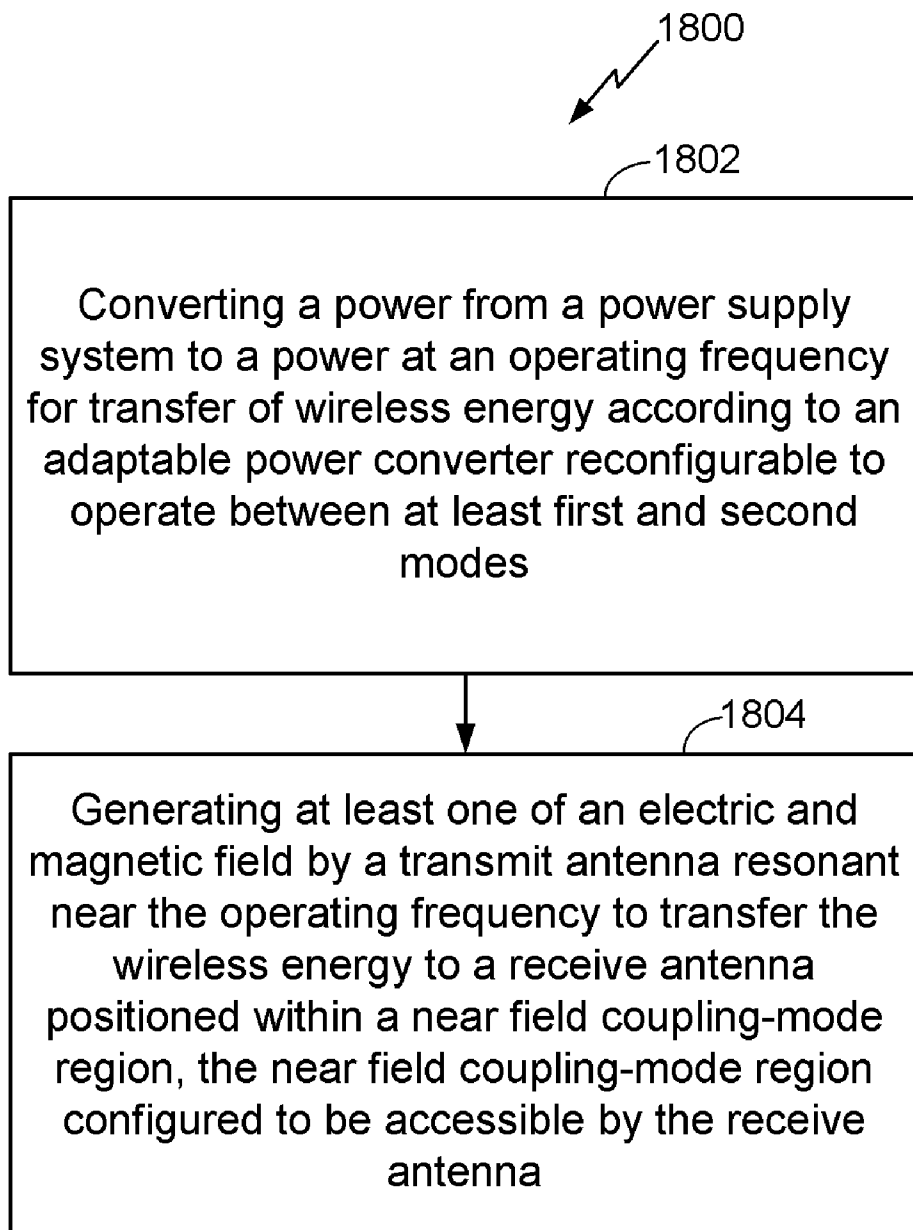 1800
1802
Converting a power from a power supply
system to a power at an operating frequency
for transfer of wireless energy according to an
adaptable power converter reconfigurable to
operate between at least first and second
modes
1804
Generating at least one of an electric and
magnetic field by a transmit antenna resonant
near the operating frequency to transfer the
wireless energy to a receive antenna
positioned within a near field coupling-mode
region, the near field coupling-mode region
configured to be accessible by the receive
antenna